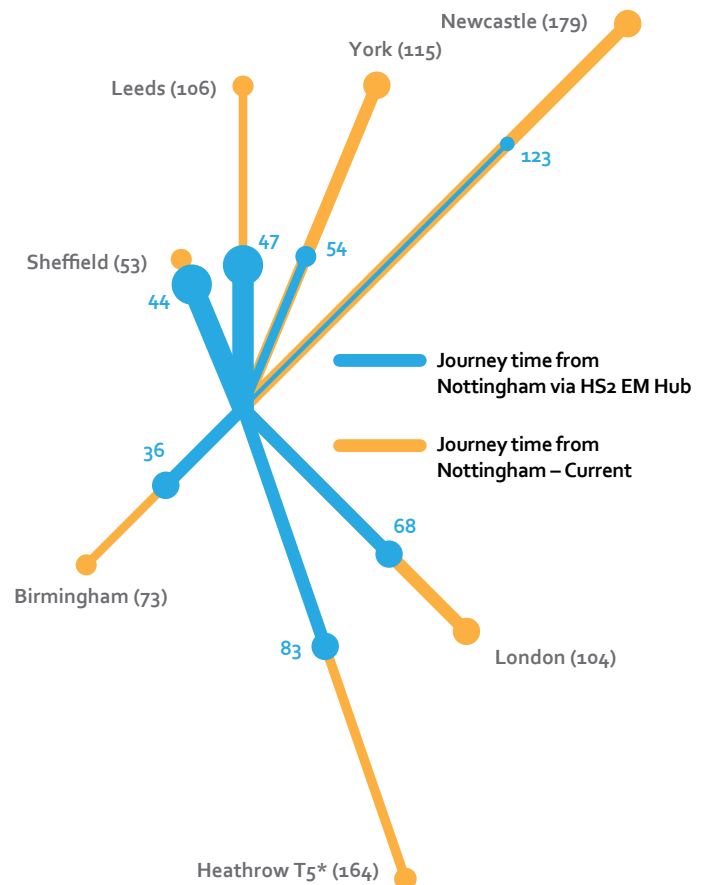 Newcastle (179)
York (115)
Leeds (106)
123
47
54
Sheffield (53)
44
Journey time from
Nottingham via HS2 EM Hub
Journey time from
Nottingham – Current
36
68
Birmingham (73)
83
London (104)
Heathrow T5* (164)